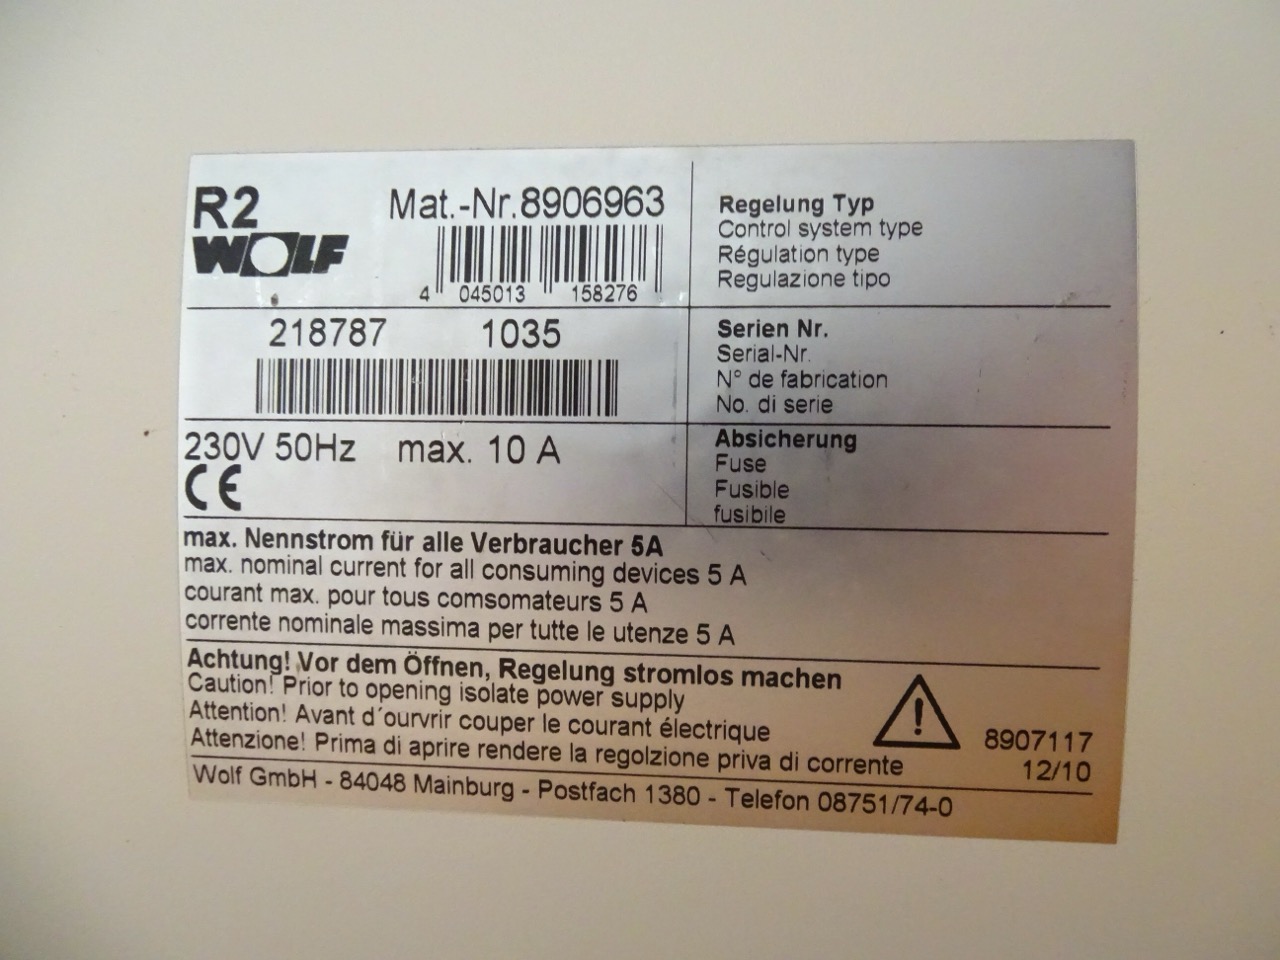 R2
WOLF
Mat.-Nr.8906963
4 045013 158276
Regelung Typ
Control system type
Régulation type
Regulazione tipo
218787 1035
Serien Nr.
Serial-Nr.
N° de fabrication
No. di serie
230V 50Hz max. 10 A
CE
Absicherung
Fuse
Fusible
fusibile
max. Nennstrom für alle Verbraucher 5A
max. nominal current for all consuming devices 5 A
courant max. pour tous comsomateurs 5 A
corrente nominale massima per tutte le utenze 5 A
Achtung! Vor dem Öffnen, Regelung stromlos machen
Caution! Prior to opening isolate power supply
Attention! Avant d´ourvrir couper le courant électrique
Attenzione! Prima di aprire rendere la regolzione priva di corrente
8907117
12/10
Wolf GmbH - 84048 Mainburg - Postfach 1380 - Telefon 08751/74-0